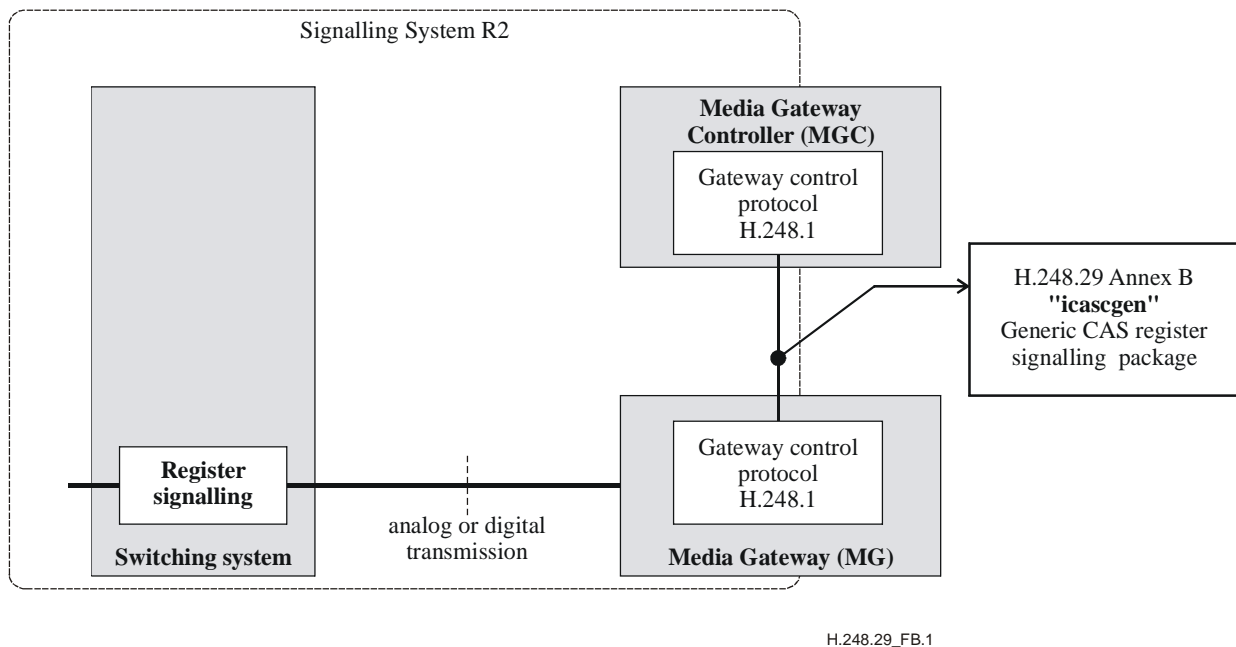 Signalling System R2
Media Gateway
Controller (MGC)
Gateway control
protocol
H.248.1
H.248.29 Annex B
"icascgen"
Generic CAS register
signalling package
Gateway control
protocol
H.248.1
Register
signalling
analog or digital
transmission
Switching system
Media Gateway (MG)
H.248.29_FB.1